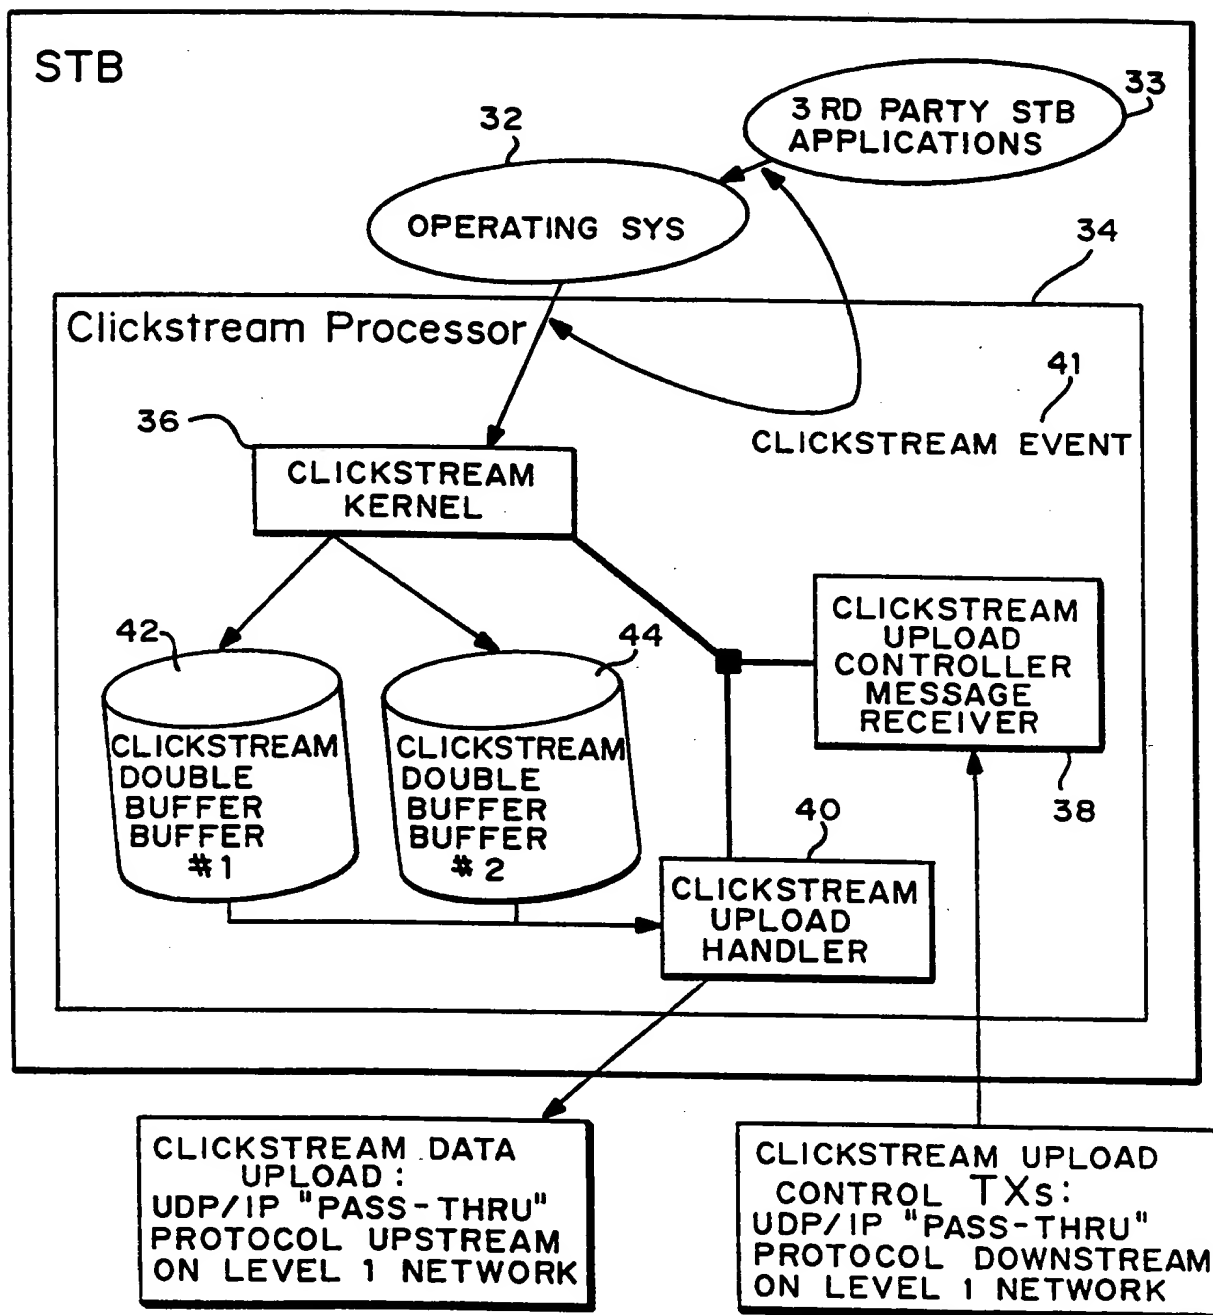 STB
33
3RD PARTY STB
APPLICATIONS
32
OPERATING SYS
34
Clickstream Processor
41
CLICKSTREAM EVENT
36
CLICKSTREAM
KERNEL
42
CLICKSTREAM
DOUBLE
BUFFER
BUFFER
#1
44
CLICKSTREAM
DOUBLE
BUFFER
BUFFER
#2
CLICKSTREAM
UPLOAD
CONTROLLER
MESSAGE
RECEIVER
38
40
CLICKSTREAM
UPLOAD
HANDLER
CLICKSTREAM DATA
UPLOAD:
UDP/IP "PASS-THRU"
PROTOCOL UPSTREAM
ON LEVEL 1 NETWORK
CLICKSTREAM UPLOAD
CONTROL TXs:
UDP/IP "PASS-THRU"
PROTOCOL DOWNSTREAM
ON LEVEL 1 NETWORK